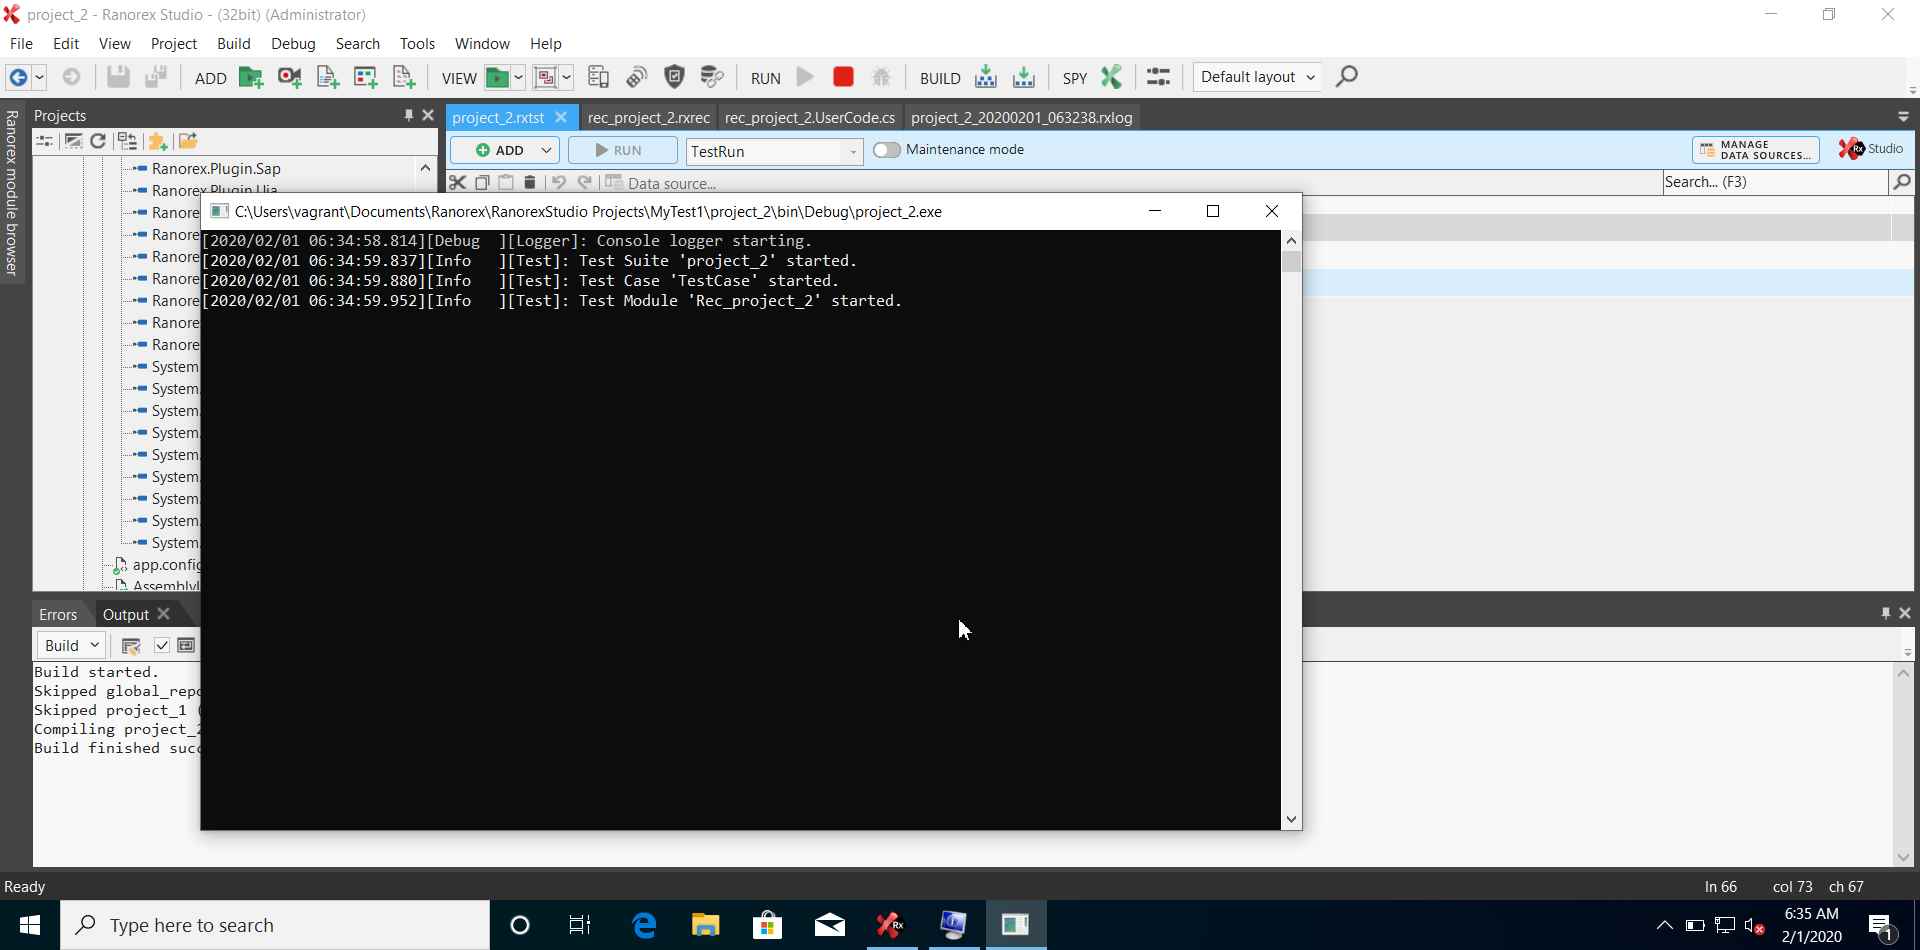 project_2 - Ranorex Studio - (32bit) (Administrator)
File Edit View Project Build Debug Search Tools Window Help
ADD VIEW RUN BUILD SPY Default layout
Ranorex module browser
Projects
project_2.rxtst rec_project_2.rxrec rec_project_2.UserCode.cs project_2_20200201_063238.rxlog
ADD RUN TestRun Maintenance mode MANAGE DATA SOURCES... Rx Studio
Data source... Search... (F3)
Ranorex.Plugin.Sap
Ranorex.Plugin.Uia
Ranore
Ranore
Ranore
Ranore
Ranore
Ranore
Ranore
System.
System.
System.
System.
System.
System.
System.
System.
System.
app.config
AssemblyI
C:\Users\vagrant\Documents\Ranorex\RanorexStudio Projects\MyTest1\project_2\bin\Debug\project_2.exe
[2020/02/01 06:34:58.814][Debug  ][Logger]: Console logger starting.
[2020/02/01 06:34:59.837][Info   ][Test]: Test Suite 'project_2' started.
[2020/02/01 06:34:59.880][Info   ][Test]: Test Case 'TestCase' started.
[2020/02/01 06:34:59.952][Info   ][Test]: Test Module 'Rec_project_2' started.
Errors Output
Build
Build started.
Skipped global_repo
Skipped project_1 (
Compiling project_2
Build finished succ
Ready ln 66 col 73 ch 67
Type here to search Rx 6:35 AM
2/1/2020 1